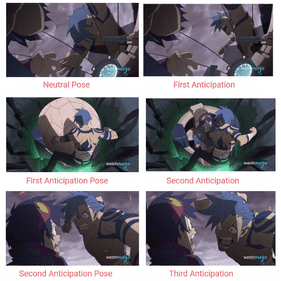 Neutral Pose
First Anticipation
First Anticipation Pose
Second Anticipation
Second Anticipation Pose
Third Anticipation